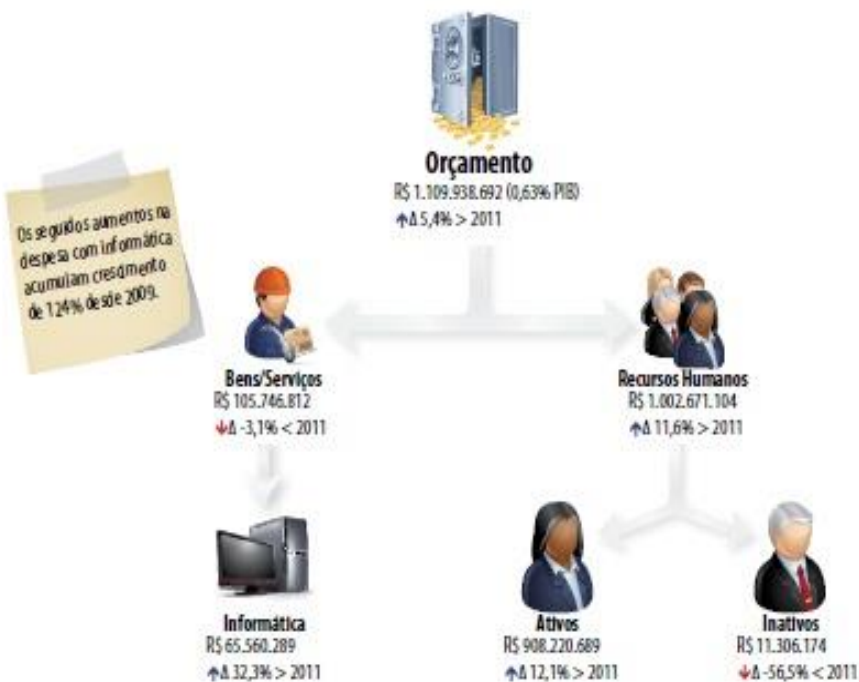 Orçamento
R$ 1.109.938.692 (0,63% PIB)
↑Δ 5,4% > 2011
Os seguidos aumentos na
despesa com informática
acumulam crescimento
de 124% desde 2009.
Bens/Serviços
R$ 105.746.812
↓Δ -3,1% < 2011
Recursos Humanos
R$ 1.002.671.104
↑Δ 11,6% > 2011
Informática
R$ 65.560.289
↑Δ 32,3% > 2011
Ativos
R$ 908.220.689
↑Δ 12,1% > 2011
Inativos
R$ 11.306.174
↓Δ -56,5% < 2011